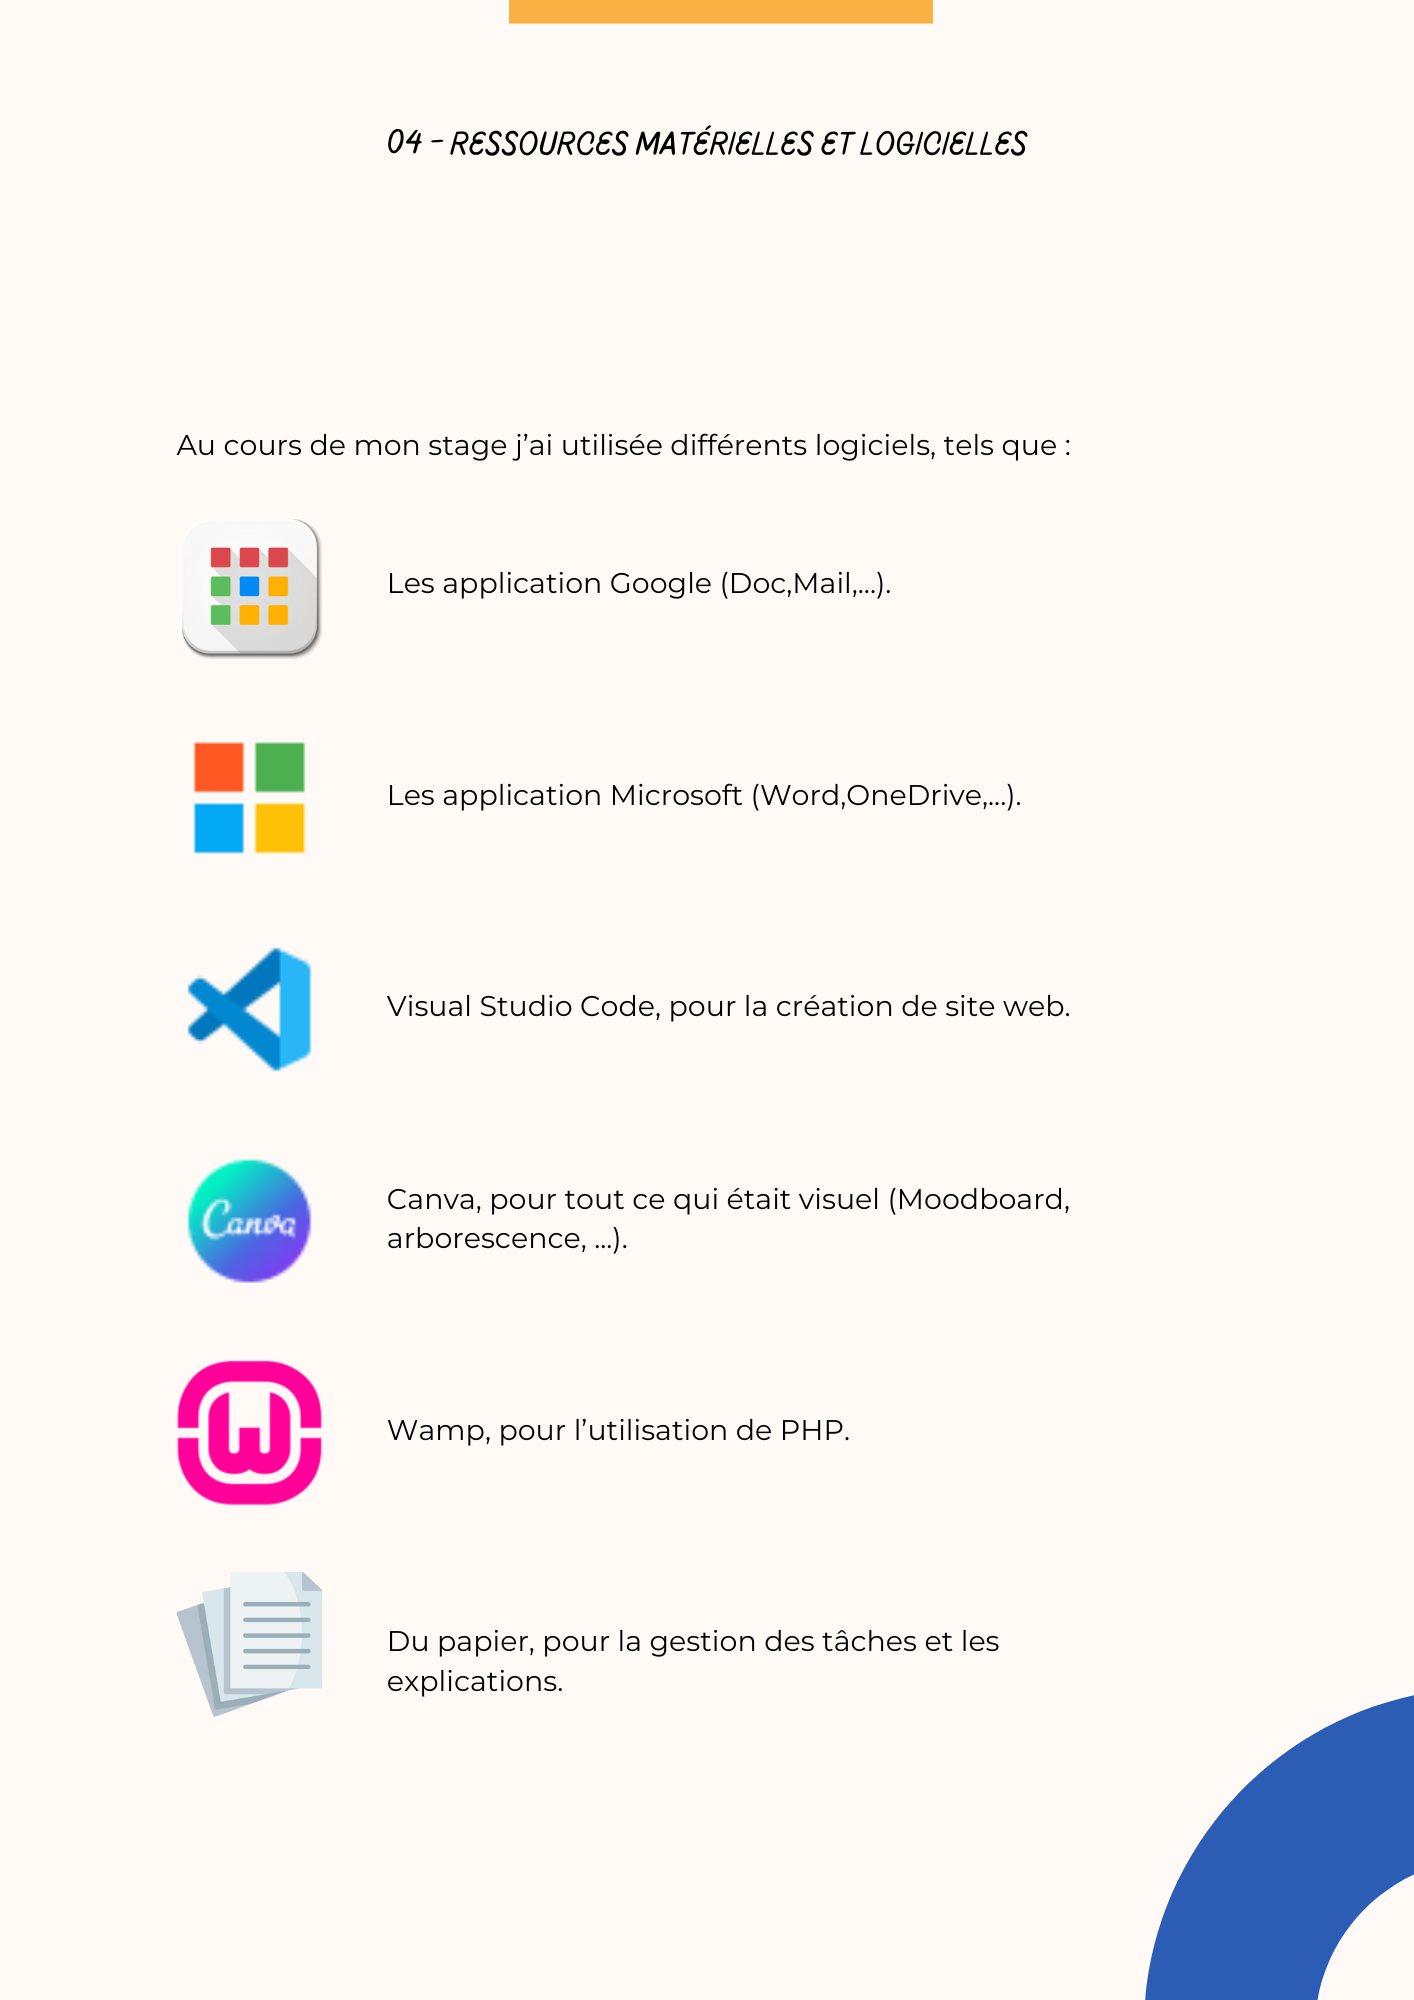 04 - RESSOURCES MATÉRIELLES ET LOGICIELLES
Au cours de mon stage j’ai utilisée différents logiciels, tels que :
Les application Google (Doc,Mail,...).
Les application Microsoft (Word,OneDrive,...).
Visual Studio Code, pour la création de site web.
Canva
Canva, pour tout ce qui était visuel (Moodboard,
arborescence, ...).
W
Wamp, pour l’utilisation de PHP.
Du papier, pour la gestion des tâches et les
explications.